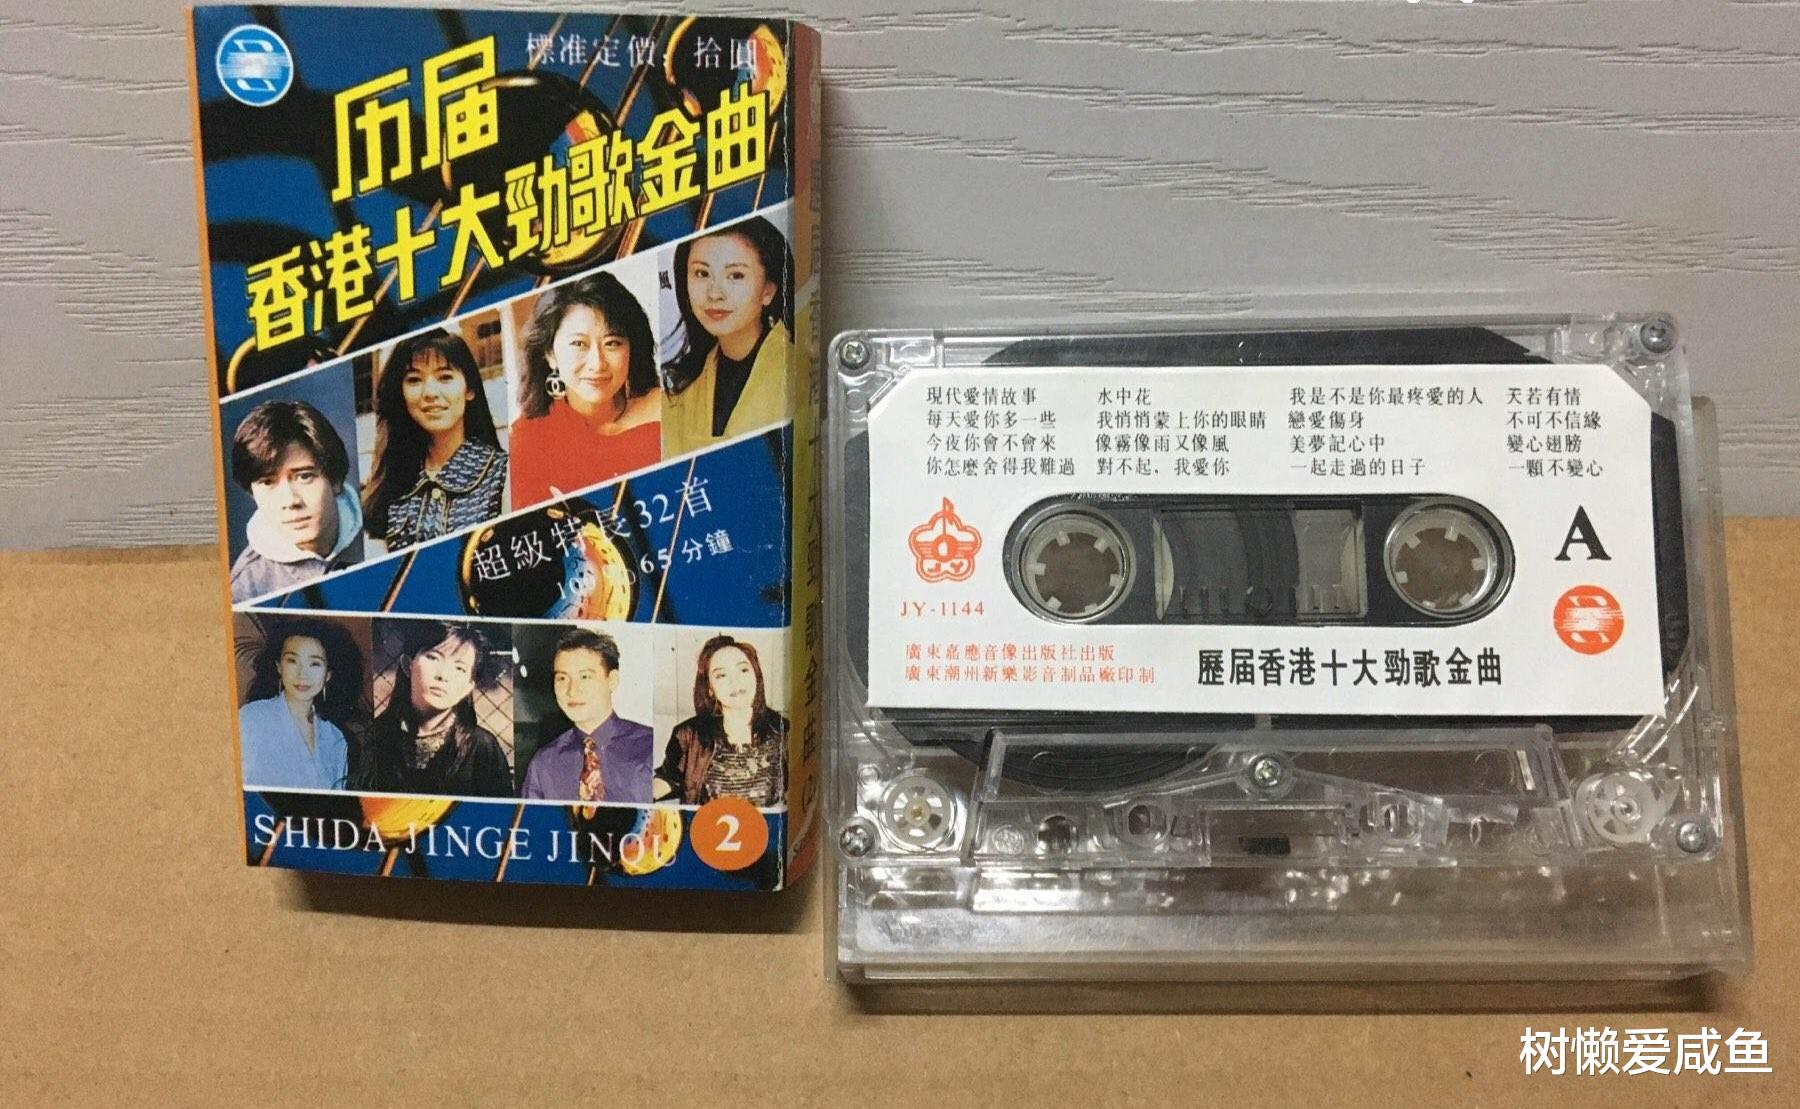 標准定價：拾圓
历届
香港十大勁歌金曲
風
超級特長32首
65分鐘
SHIDA JINGE JINQU
2
現代愛情故事 水中花 我是不是你最疼愛的人 天若有情
每天愛你多一些 我悄悄蒙上你的眼睛 戀愛傷身 不可不信緣
今夜你會不會來 像霧像雨又像風 美夢記心中 變心翅膀
你怎麽舍得我難過 對不起，我愛你 一起走過的日子 一顆不變心
A
JY
JY-1144
廣東嘉應音像出版社出版
廣東潮州新樂影音制品廠印制
歷届香港十大勁歌金曲
树懒爱咸鱼